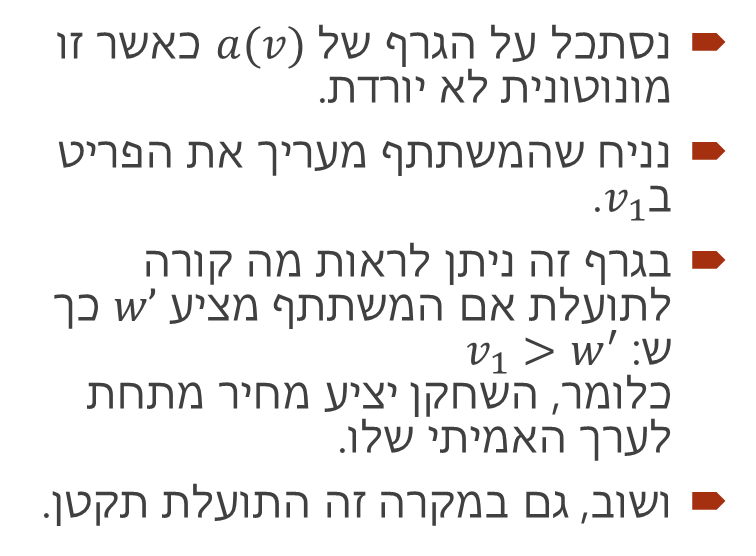 נסתכל על הגרף של a(v) כאשר זו
מונוטונית לא יורדת.
נניח שהמשתתף מעריך את הפריט
בv₁.
בגרף זה ניתן לראות מה קורה
לתועלת אם המשתתף מציע w’ כך
ש: v₁ > w′
כלומר, השחקן יציע מחיר מתחת
לערך האמיתי שלו.
ושוב, גם במקרה זה התועלת תקטן.